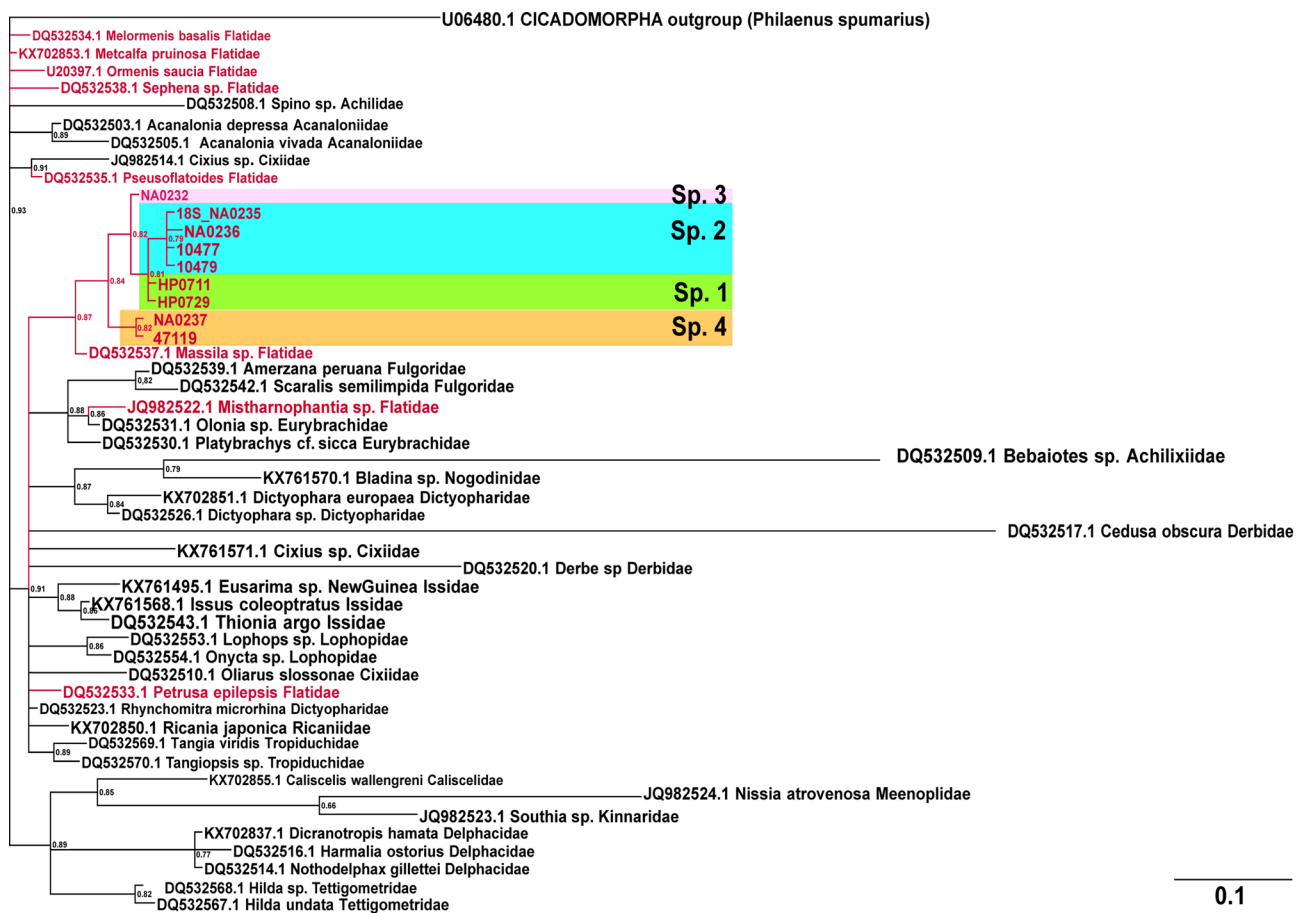 U06480.1 CICADOMORPHA outgroup (Philaenus spumarius)
DQ532534.1 Melormenis basalis Flatidae
KX702853.1 Metcalfa pruinosa Flatidae
U20397.1 Ormenis saucia Flatidae
DQ532538.1 Sephena sp. Flatidae
DQ532508.1 Spino sp. Achilidae
DQ532503.1 Acanalonia depressa Acanaloniidae
0.89
DQ532505.1 Acanalonia vivada Acanaloniidae
JQ982514.1 Cixius sp. Cixiidae
0.91
DQ532535.1 Pseusoflatoides Flatidae
NA0232 Sp. 3
0.93
18S_NA0235
0.82
NA0236 Sp. 2
0.79
10477
10479
0.81
0.84
HP0711
HP0729 Sp. 1
0.87
NA0237 Sp. 4
0.82
47119
DQ532537.1 Massila sp. Flatidae
DQ532539.1 Amerzana peruana Fulgoridae
0,82
DQ532542.1 Scaralis semilimpida Fulgoridae
JQ982522.1 Mistharnophantia sp. Flatidae
0.88 0.86
DQ532531.1 Olonia sp. Eurybrachidae
DQ532530.1 Platybrachys cf. sicca Eurybrachidae
DQ532509.1 Bebaiotes sp. Achilixiidae
0.79
KX761570.1 Bladina sp. Nogodinidae
0.87
KX702851.1 Dictyophara europaea Dictyopharidae
0.84
DQ532526.1 Dictyophara sp. Dictyopharidae
DQ532517.1 Cedusa obscura Derbidae
KX761571.1 Cixius sp. Cixiidae
DQ532520.1 Derbe sp Derbidae
0.91
KX761495.1 Eusarima sp. NewGuinea Issidae
0.88
KX761568.1 Issus coleoptratus Issidae
0.86
DQ532543.1 Thionia argo Issidae
DQ532553.1 Lophops sp. Lophopidae
0.86
DQ532554.1 Onycta sp. Lophopidae
DQ532510.1 Oliarus slossonae Cixiidae
DQ532533.1 Petrusa epilepsis Flatidae
DQ532523.1 Rhynchomitra microrhina Dictyopharidae
KX702850.1 Ricania japonica Ricaniidae
DQ532569.1 Tangia viridis Tropiduchidae
0.89
DQ532570.1 Tangiopsis sp. Tropiduchidae
KX702855.1 Caliscelis wallengreni Caliscelidae
0.85
JQ982524.1 Nissia atrovenosa Meenoplidae
0.66
JQ982523.1 Southia sp. Kinnaridae
KX702837.1 Dicranotropis hamata Delphacidae
0.89
DQ532516.1 Harmalia ostorius Delphacidae
0.77
DQ532514.1 Nothodelphax gillettei Delphacidae
DQ532568.1 Hilda sp. Tettigometridae
0.82
DQ532567.1 Hilda undata Tettigometridae
0.1